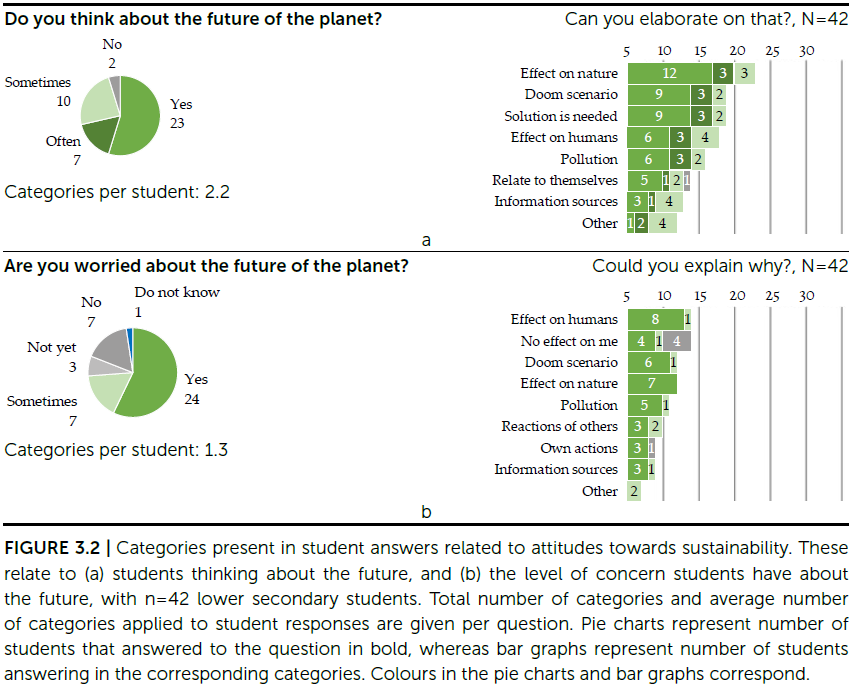 Do you think about the future of the planet?
Can you elaborate on that?, N=42
No
2
Sometimes
10
Yes
23
Often
7
Categories per student: 2.2
5 10 15 20 25 30
Effect on nature 12 3 3
Doom scenario 9 3 2
Solution is needed 9 3 2
Effect on humans 6 3 4
Pollution 6 3 2
Relate to themselves 5 1 2 1
Information sources 3 1 4
Other 1 2 4
a
Are you worried about the future of the planet?
Could you explain why?, N=42
Do not know
1
No
7
Not yet
3
Yes
24
Sometimes
7
Categories per student: 1.3
5 10 15 20 25 30
Effect on humans 8 1
No effect on me 4 1 4
Doom scenario 6 1
Effect on nature 7
Pollution 5 1
Reactions of others 3 2
Own actions 3 1
Information sources 3 1
Other 2
b
FIGURE 3.2 | Categories present in student answers related to attitudes towards sustainability. These
relate to (a) students thinking about the future, and (b) the level of concern students have about
the future, with n=42 lower secondary students. Total number of categories and average number
of categories applied to student responses are given per question. Pie charts represent number of
students that answered to the question in bold, whereas bar graphs represent number of students
answering in the corresponding categories. Colours in the pie charts and bar graphs correspond.